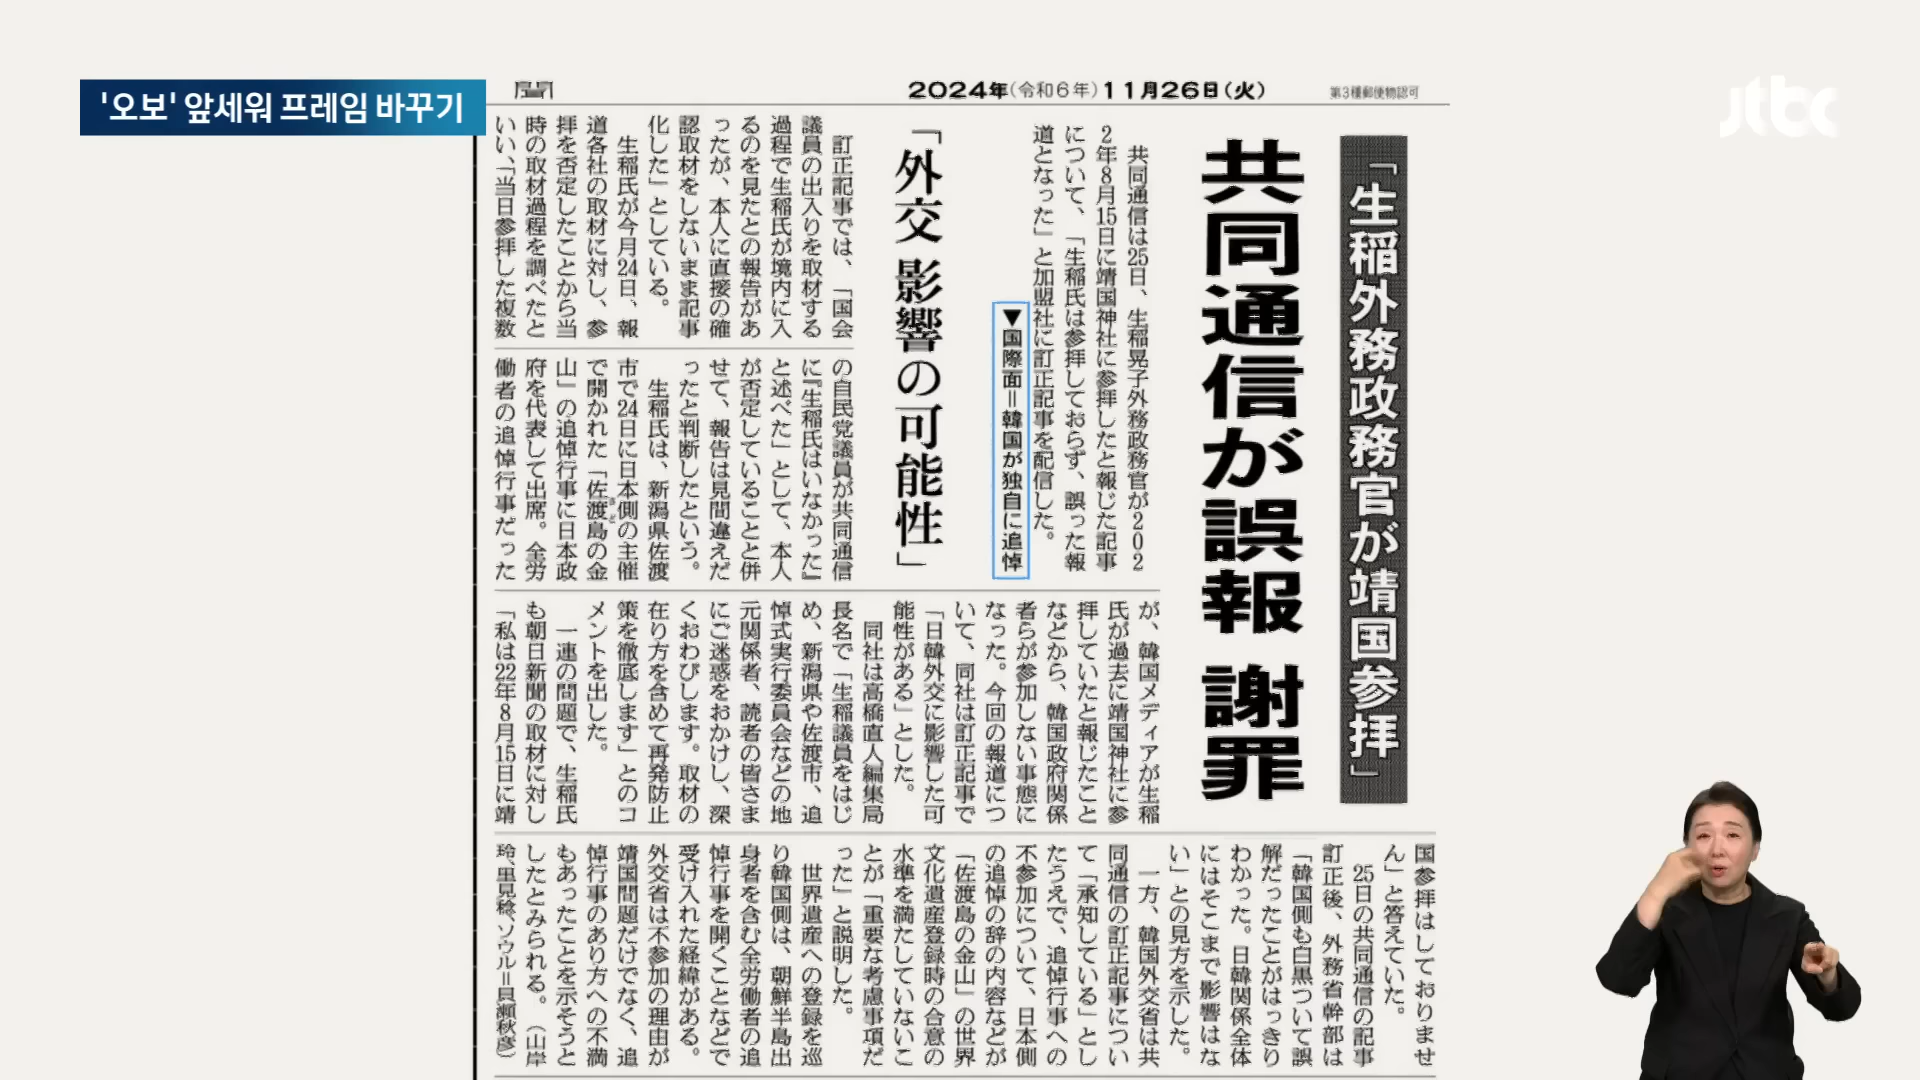 '오보' 앞세워 프레임 바꾸기
jtbc
2024年(令和6年)11月26日(火)
第3種郵便物認可
「生稲外務政務官が靖国参拝」
共同通信が誤報 謝罪
共同通信は25日、生稲晃子外務政務官が202
2年8月15日に靖国神社に参拝したと報じた記事
について、「生稲氏は参拝しておらず、誤った報
道となった」と加盟社に訂正記事を配信した。
▼国際面=韓国が独自に追悼
「外交 影響の可能性」
訂正記事では、「国会
議員の出入りを取材する
過程で生稲氏が境内に入
るのを見たとの報告があ
ったが、本人に直接の確
認取材をしないまま記事
化した」としている。
生稲氏が今月24日、報
道各社の取材に対し、参
拝を否定したことから当
時の取材過程を調べたと
いい、「当日参拝した複数
の自民党議員が共同通信
に『生稲氏はいなかった』
と述べた」として、本人
が否定していることと併
せて、報告は見間違えだ
ったと判断したという。
生稲氏は、新潟県佐渡
市で24日に日本側の主催
で開かれた「佐渡島の金
山」の追悼行事に日本政
府を代表して出席。全労
働者の追悼行事だった
が、韓国メディアが生稲
氏が過去に靖国神社に参
拝していたと報じたこと
などから、韓国政府関係
者らが参加しない事態に
なった。今回の報道につ
いて、同社は訂正記事で
「日韓外交に影響した可
能性がある」とした。
同社は高橋直人編集局
長名で「生稲議員をはじ
め、新潟県や佐渡市、追
悼式実行委員会などの地
元関係者、読者の皆さま
にご迷惑をおかけし、深
くおわびします。取材の
在り方を含めて再発防止
策を徹底します」とのコ
メントを出した。
一連の問題で、生稲氏
も朝日新聞の取材に対し
「私は22年8月15日に靖
国参拝はしておりませ
ん」と答えていた。
25日の共同通信の記事
訂正後、外務省幹部は
「韓国側も白黒ついて誤
解だったことがはっきり
わかった。日韓関係全体
にはそこまで影響はな
い」との見方を示した。
一方、韓国外交省は共
同通信の訂正記事につい
て「承知している」とし
たうえで、追悼行事への
不参加について、日本側
の追悼の辞の内容などが
「佐渡島の金山」の世界
文化遺産登録時の合意の
水準を満たしていないこ
とが「重要な考慮事項だ
った」と説明した。
世界遺産への登録を巡
り韓国側は、朝鮮半島出
身者を含む全労働者の追
悼行事を開くことなどで
受け入れた経緯がある。
外交省は不参加の理由が
靖国問題だけでなく、追
悼行事のあり方への不満
もあったことを示そうと
したとみられる。(山岸
玲、里見稔、ソウル=貝瀬秋彦)